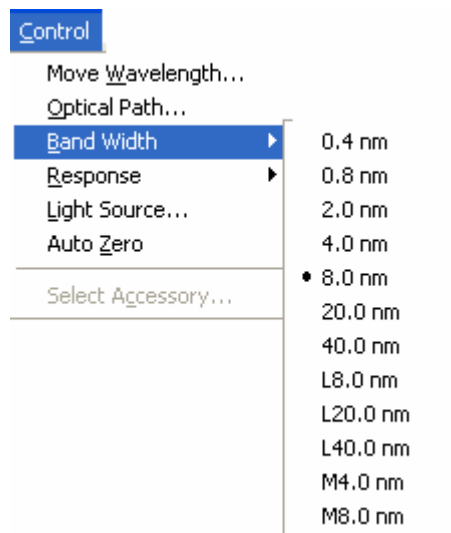 Control
Move Wavelength...
Optical Path...
Band Width
Response
Light Source...
Auto Zero
Select Accessory...
0.4 nm
0.8 nm
2.0 nm
4.0 nm
8.0 nm
20.0 nm
40.0 nm
L8.0 nm
L20.0 nm
L40.0 nm
M4.0 nm
M8.0 nm